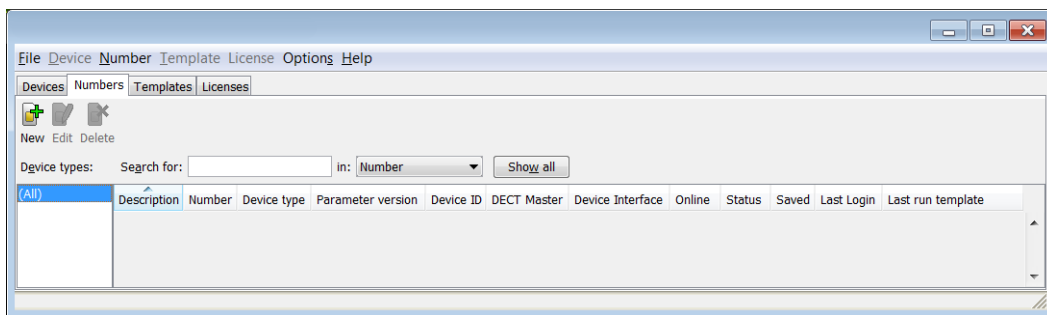 File Device Number Template License Options Help
Devices Numbers Templates Licenses
New Edit Delete
Device types: Search for: in: Number Show all
(All) Description Number Device type Parameter version Device ID DECT Master Device Interface Online Status Saved Last Login Last run template